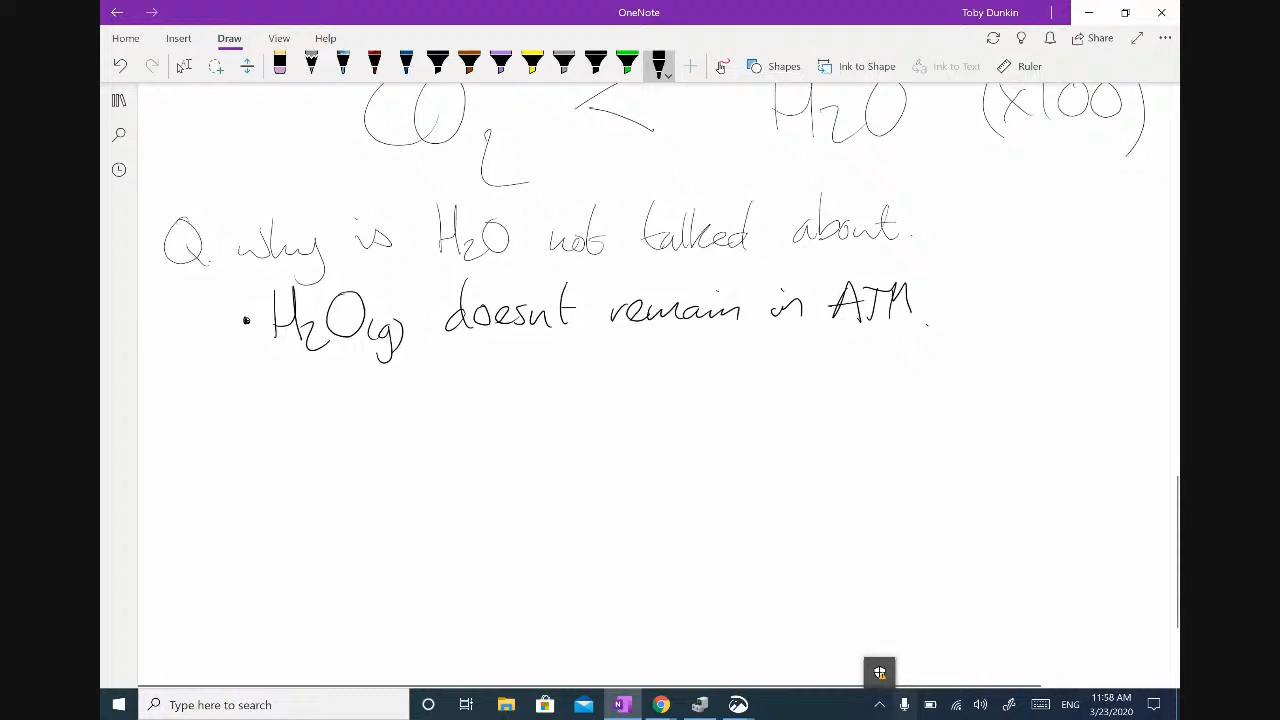 OneNote
Toby Dunkin
Home Insert Draw View Help
Share
Shapes Ink to Shape Ink to Text Ruler
CO2 < H2O (x100)
Q. why is H2O not talked about.
• H2O(g) doesnt remain in ATM.
Type here to search
ENG
11:58 AM
3/23/2020